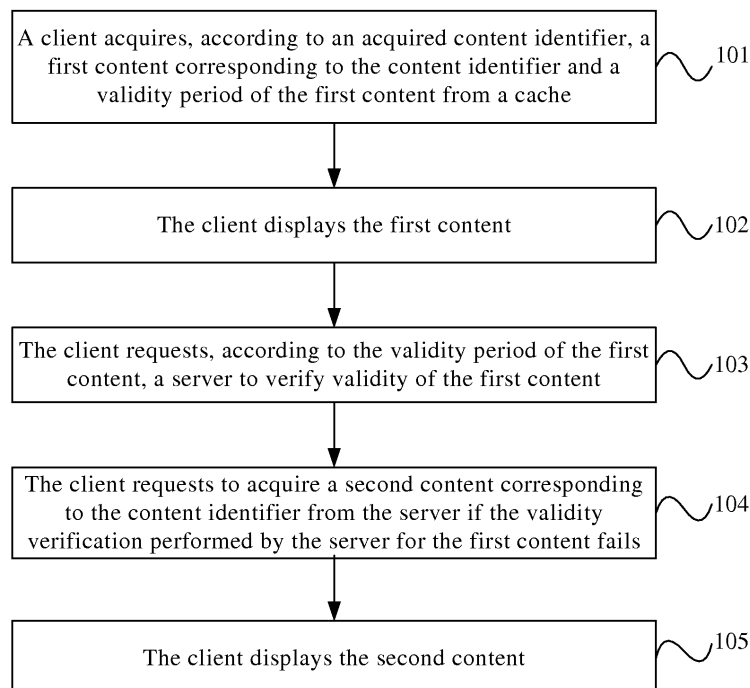 A client acquires, according to an acquired content identifier, a
first content corresponding to the content identifier and a
validity period of the first content from a cache
101
The client displays the first content
102
The client requests, according to the validity period of the first
content, a server to verify validity of the first content
103
The client requests to acquire a second content corresponding
to the content identifier from the server if the validity
verification performed by the server for the first content fails
104
The client displays the second content
105